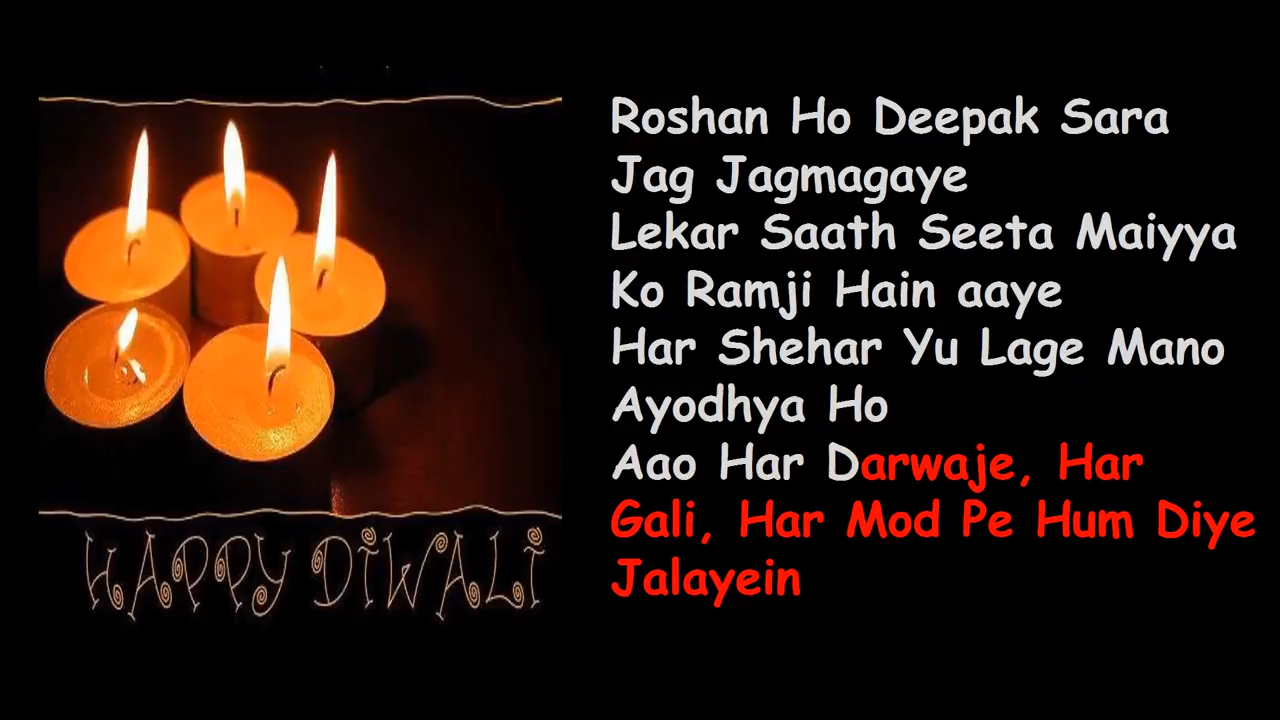 Roshan Ho Deepak Sara
Jag Jagmagaye
Lekar Saath Seeta Maiyya
Ko Ramji Hain aaye
Har Shehar Yu Lage Mano
Ayodhya Ho
Aao Har Darwaje, Har
Gali, Har Mod Pe Hum Diye
Jalayein
HAPPY DiWALi